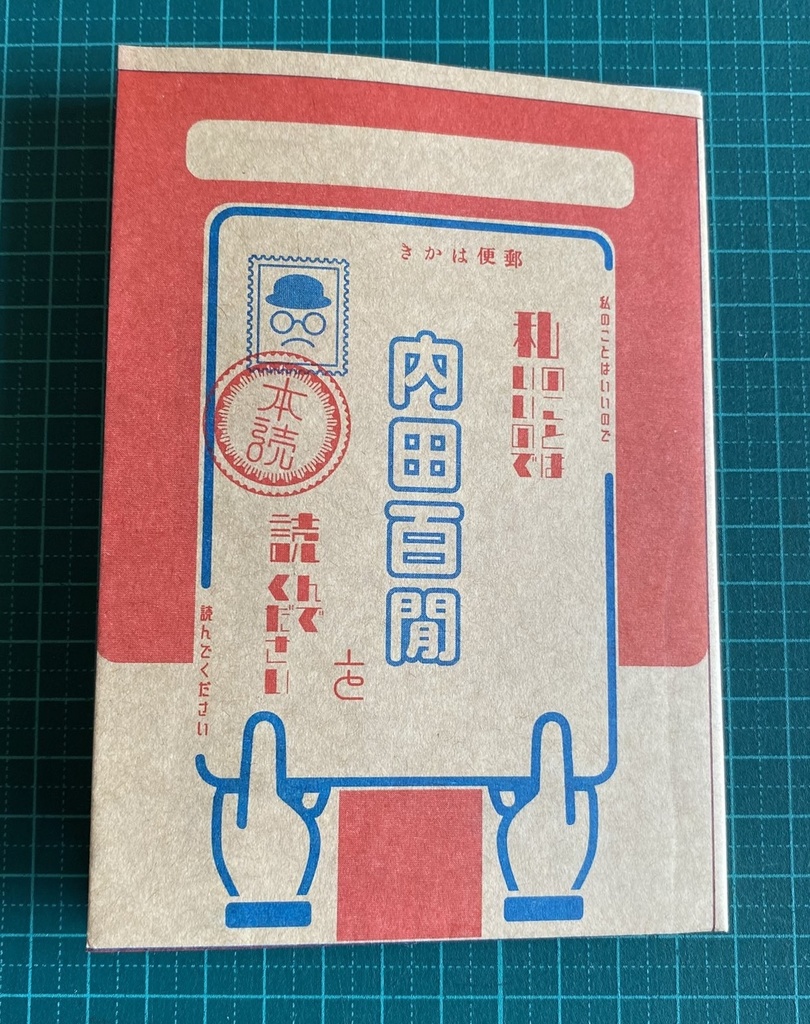 郵便はかき
私のことはいいので
私
のことは
いいので
内田百閒
と
読んで
ください
本
読
読んでください